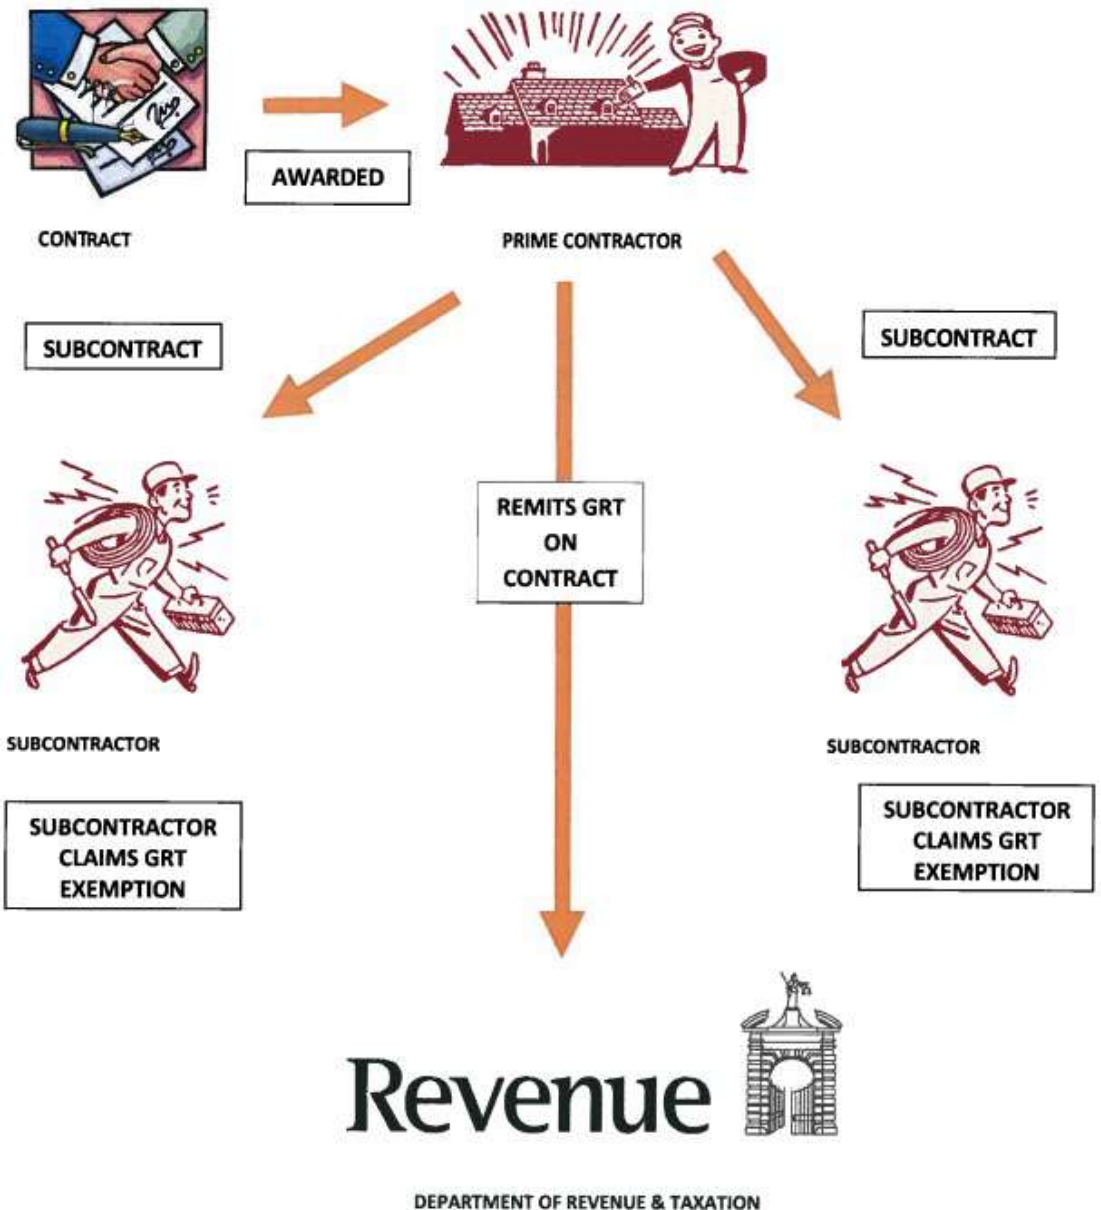 AWARDED
CONTRACT
PRIME CONTRACTOR
SUBCONTRACT
SUBCONTRACT
REMITS GRT
ON
CONTRACT
SUBCONTRACTOR
SUBCONTRACTOR
SUBCONTRACTOR
CLAIMS GRT
EXEMPTION
SUBCONTRACTOR
CLAIMS GRT
EXEMPTION
Revenue
DEPARTMENT OF REVENUE & TAXATION